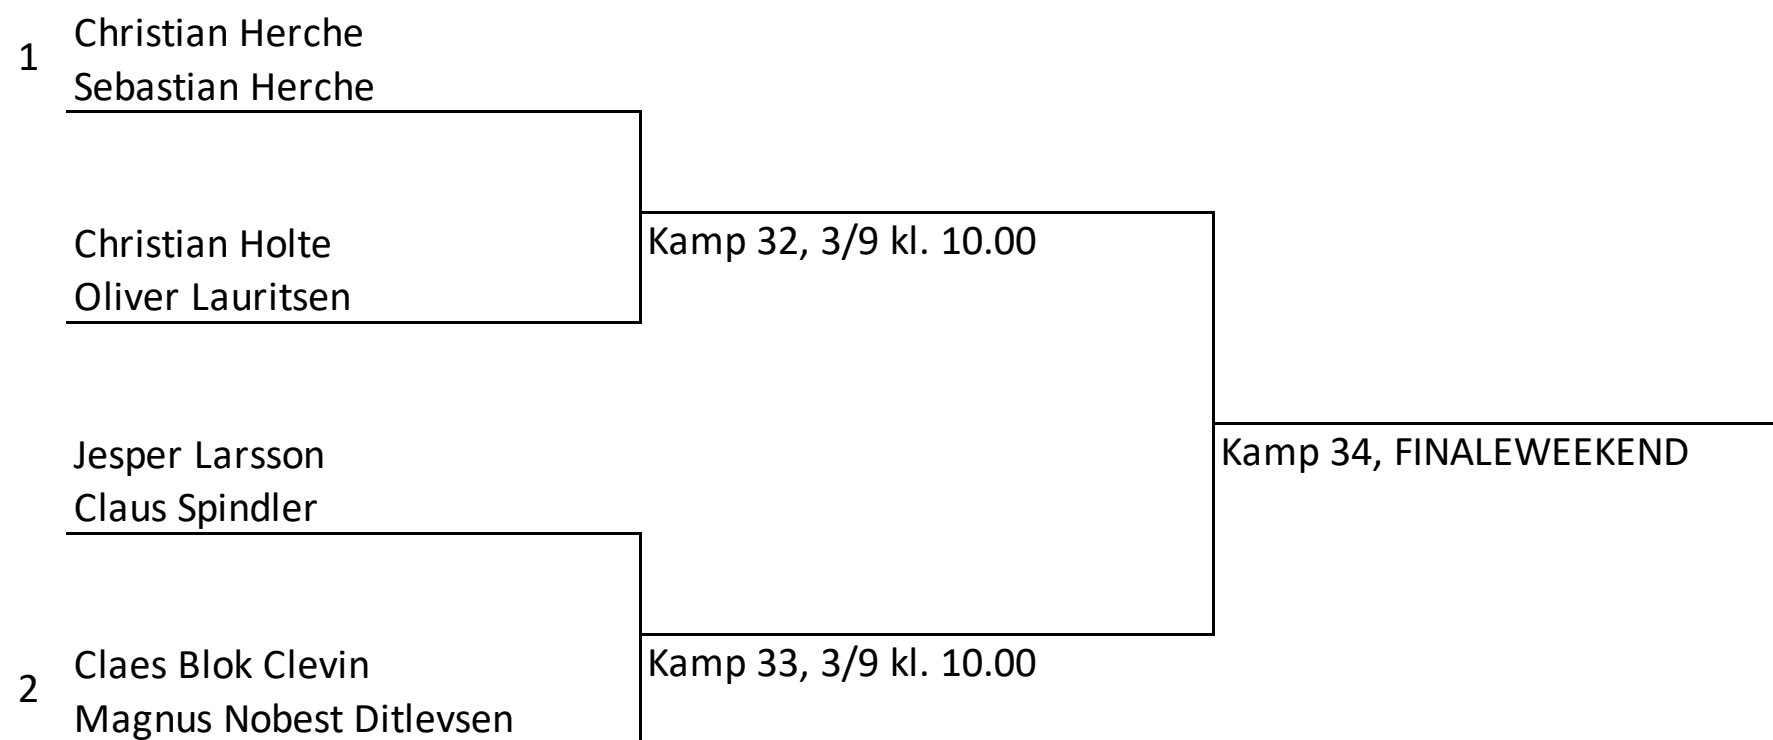 1
Christian Herche
Sebastian Herche
Christian Holte
Oliver Lauritsen
Kamp 32, 3/9 kl. 10.00
Jesper Larsson
Claus Spindler
Kamp 34, FINALEWEEKEND
2
Claes Blok Clevin
Magnus Nobest Ditlevsen
Kamp 33, 3/9 kl. 10.00